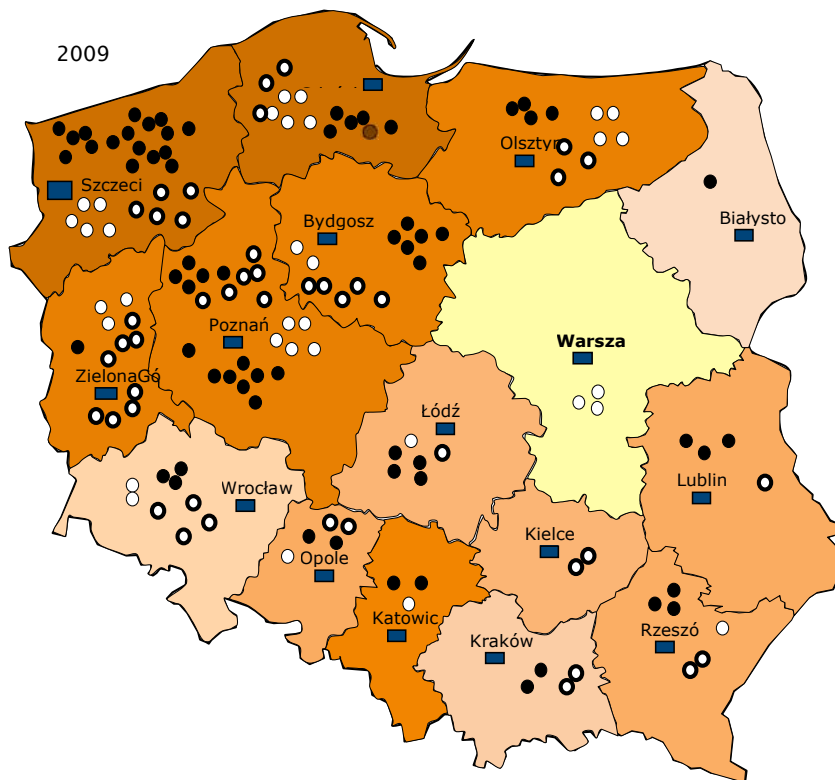 2009
Olsztyn
Szczeci
Białysto
Bydgosz
Poznań
Warsza
ZielonaGó
Łódź
Wrocław
Lublin
Kielce
Opole
Katowic
Rzeszó
Kraków